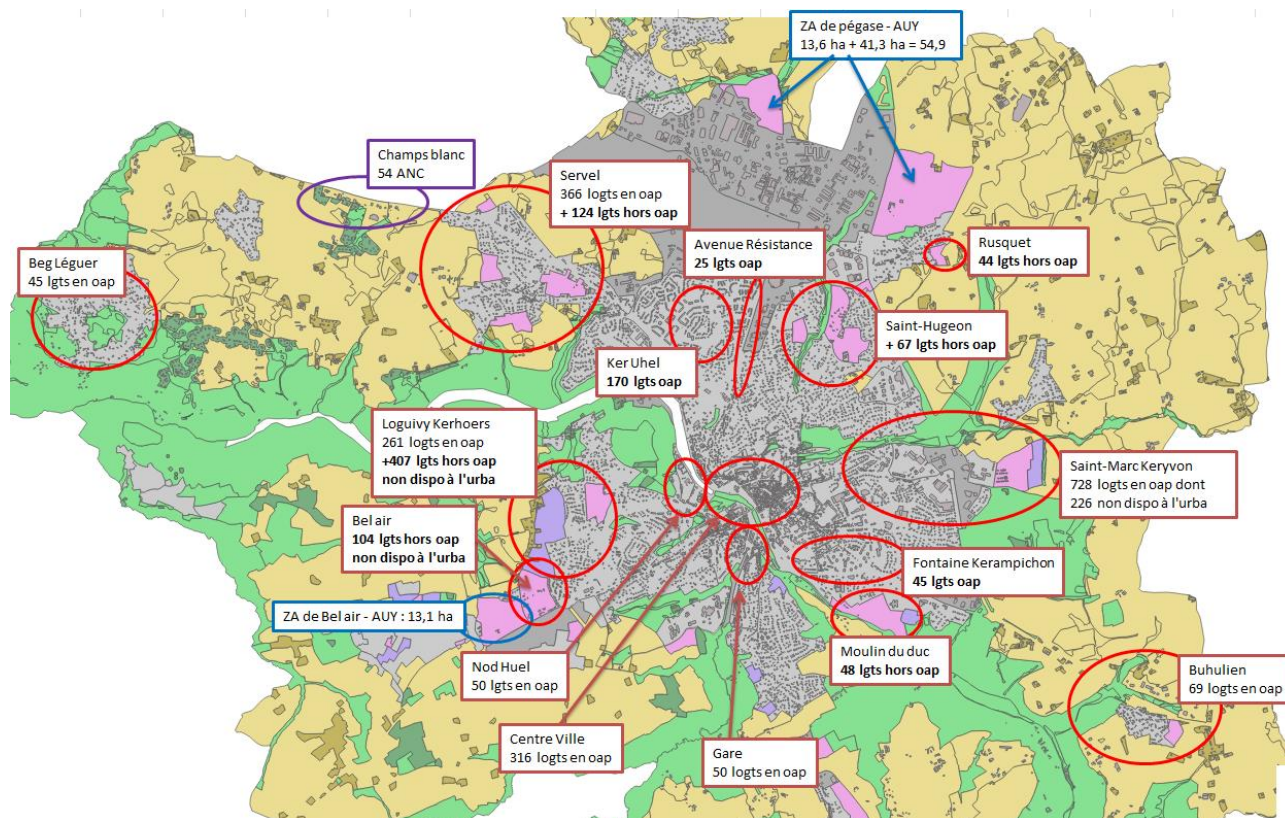 ZA de pégase - AUY
13,6 ha + 41,3 ha = 54,9
Champs blanc
54 ANC
Servel
366 logts en oap
+ 124 lgts hors oap
Avenue Résistance
25 lgts oap
Rusquet
44 lgts hors oap
Beg Léguer
45 lgts en oap
Saint-Hugeon
+ 67 lgts hors oap
Ker Uhel
170 lgts oap
Loguivy Kerhoers
261 logts en oap
+407 lgts hors oap
non dispo à l'urba
Saint-Marc Keryvon
728 logts en oap dont
226 non dispo à l'urba
Bel air
104 lgts hors oap
non dispo à l'urba
Fontaine Kerampichon
45 lgts oap
ZA de Bel air - AUY : 13,1 ha
Nod Huel
50 lgts en oap
Moulin du duc
48 lgts hors oap
Buhulien
69 logts en oap
Centre Ville
316 logts en oap
Gare
50 logts en oap